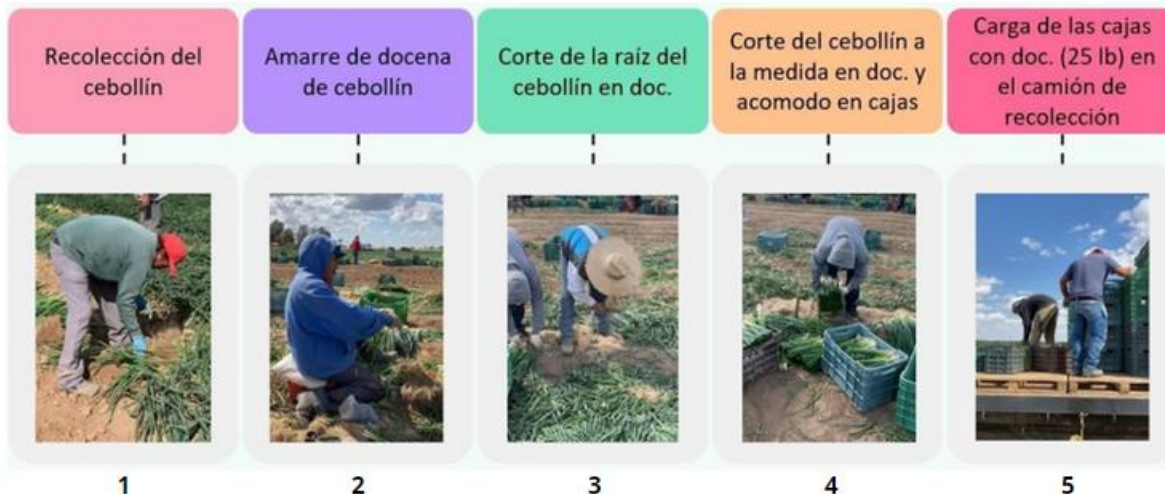 Recolección del
cebollín
Amarre de docena
de cebollín
Corte de la raíz del
cebollín en doc.
Corte del cebollín a
la medida en doc. y
acomodo en cajas
Carga de las cajas
con doc. (25 lb) en
el camión de
recolección
1
2
3
4
5